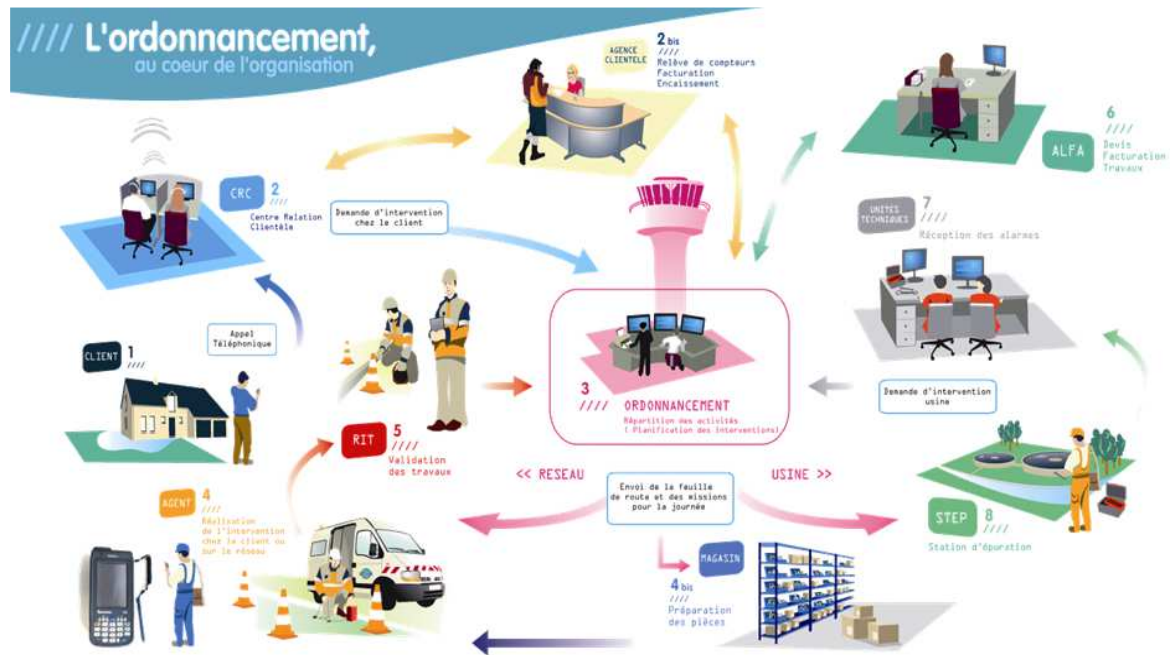 //// L'ordonnancement,
au coeur de l'organisation
AGENCE
CLIENTELE
2 bis
////
Relève de compteurs
Facturation
Encaissement
6
////
ALFA
Devis
Facturation
Travaux
CRC
2
////
Centre Relation
Clientèle
Demande d'intervention
chez le client
UNITÉS
TECHNIQUES
7
////
Réception des alarmes
Appel
Téléphonique
CLIENT
1
////
3
//// ORDONNANCEMENT
Répartition des activités
( Planification des Interventions)
Demande d'intervention
usine
RIT
5
////
Validation
des travaux
<< RESEAU
USINE >>
Envoi de la feuille
de route et des missions
pour la journée
AGENT
4
////
Réalisation
de l'intervention
chez le client ou
sur le réseau
STEP
8
////
Station d'épuration
MAGASIN
4 bis
////
Préparation
des pièces